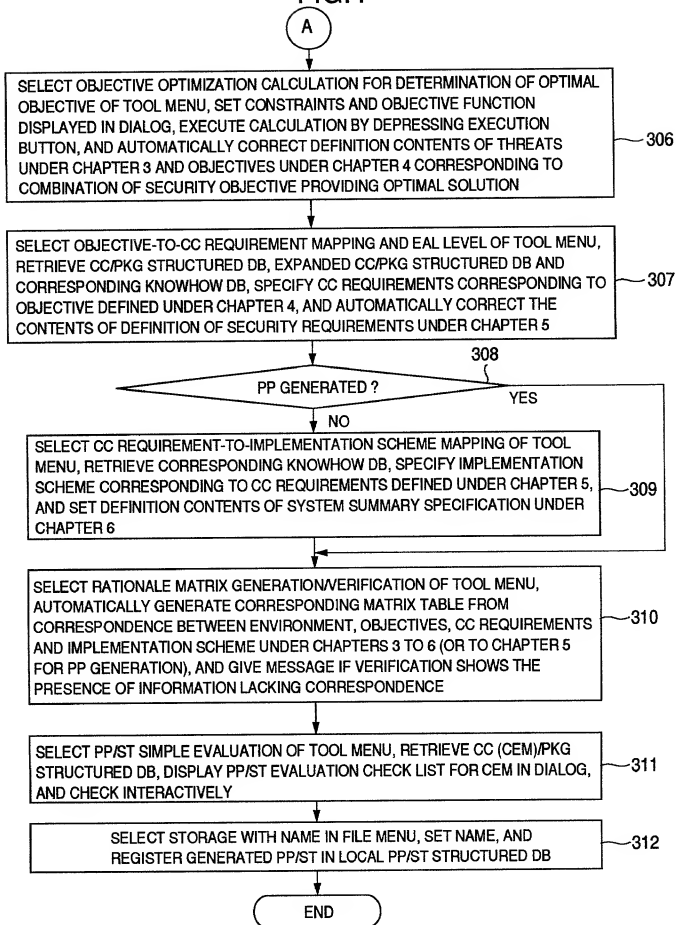 A
SELECT OBJECTIVE OPTIMIZATION CALCULATION FOR DETERMINATION OF OPTIMAL
OBJECTIVE OF TOOL MENU, SET CONSTRAINTS AND OBJECTIVE FUNCTION
DISPLAYED IN DIALOG, EXECUTE CALCULATION BY DEPRESSING EXECUTION
BUTTON, AND AUTOMATICALLY CORRECT DEFINITION CONTENTS OF THREATS
UNDER CHAPTER 3 AND OBJECTIVES UNDER CHAPTER 4 CORRESPONDING TO
COMBINATION OF SECURITY OBJECTIVE PROVIDING OPTIMAL SOLUTION
306
SELECT OBJECTIVE-TO-CC REQUIREMENT MAPPING AND EAL LEVEL OF TOOL MENU,
RETRIEVE CC/PKG STRUCTURED DB, EXPANDED CC/PKG STRUCTURED DB AND
CORRESPONDING KNOWHOW DB, SPECIFY CC REQUIREMENTS CORRESPONDING TO
OBJECTIVE DEFINED UNDER CHAPTER 4, AND AUTOMATICALLY CORRECT THE
CONTENTS OF DEFINITION OF SECURITY REQUIREMENTS UNDER CHAPTER 5
307
308
PP GENERATED ?
YES
NO
SELECT CC REQUIREMENT-TO-IMPLEMENTATION SCHEME MAPPING OF TOOL
MENU, RETRIEVE CORRESPONDING KNOWHOW DB, SPECIFY IMPLEMENTATION
SCHEME CORRESPONDING TO CC REQUIREMENTS DEFINED UNDER CHAPTER 5,
AND SET DEFINITION CONTENTS OF SYSTEM SUMMARY SPECIFICATION UNDER
CHAPTER 6
309
SELECT RATIONALE MATRIX GENERATION/VERIFICATION OF TOOL MENU,
AUTOMATICALLY GENERATE CORRESPONDING MATRIX TABLE FROM
CORRESPONDENCE BETWEEN ENVIRONMENT, OBJECTIVES, CC REQUIREMENTS
AND IMPLEMENTATION SCHEME UNDER CHAPTERS 3 TO 6 (OR TO CHAPTER 5
FOR PP GENERATION), AND GIVE MESSAGE IF VERIFICATION SHOWS THE
PRESENCE OF INFORMATION LACKING CORRESPONDENCE
310
SELECT PP/ST SIMPLE EVALUATION OF TOOL MENU, RETRIEVE CC (CEM)/PKG
STRUCTURED DB, DISPLAY PP/ST EVALUATION CHECK LIST FOR CEM IN DIALOG,
AND CHECK INTERACTIVELY
311
SELECT STORAGE WITH NAME IN FILE MENU, SET NAME, AND
REGISTER GENERATED PP/ST IN LOCAL PP/ST STRUCTURED DB
312
END